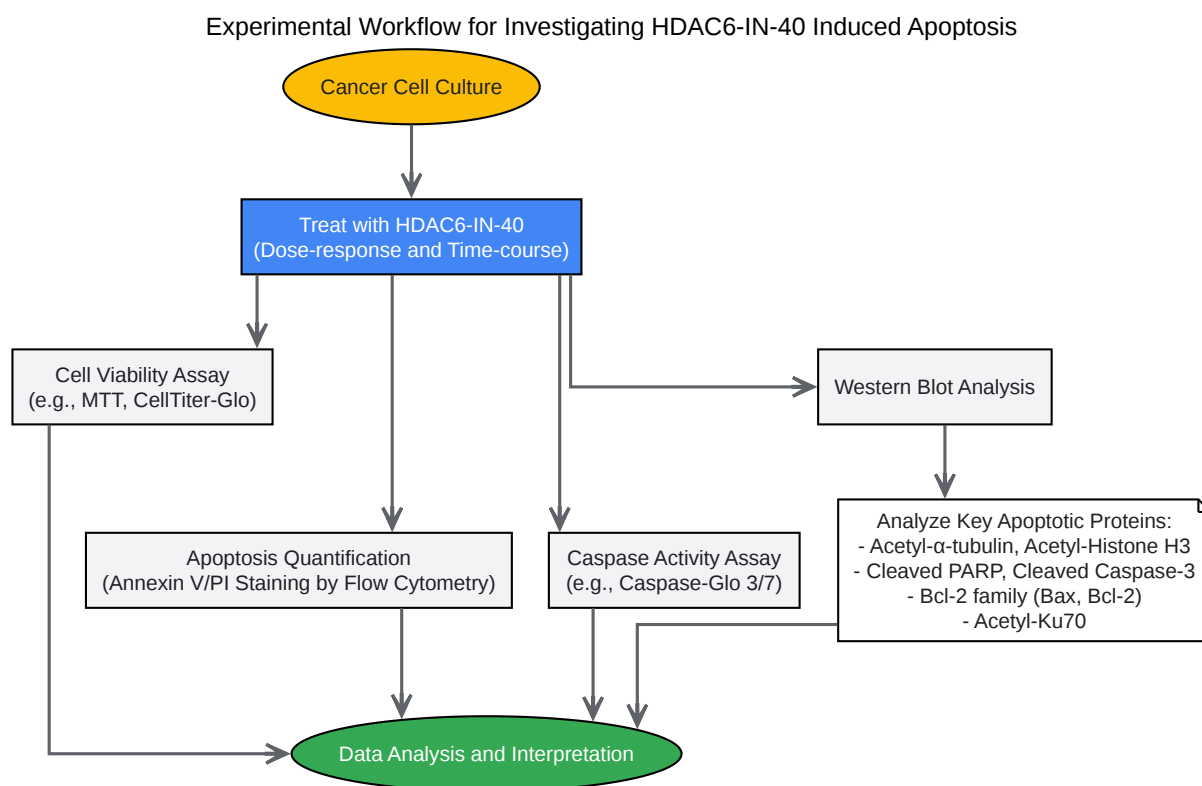 Experimental Workflow for Investigating HDAC6-IN-40 Induced Apoptosis
Cancer Cell Culture
Treat with HDAC6-IN-40
(Dose-response and Time-course)
Cell Viability Assay
(e.g., MTT, CellTiter-Glo)
Western Blot Analysis
Apoptosis Quantification
(Annexin V/PI Staining by Flow Cytometry)
Caspase Activity Assay
(e.g., Caspase-Glo 3/7)
Analyze Key Apoptotic Proteins:
- Acetyl-α-tubulin, Acetyl-Histone H3
- Cleaved PARP, Cleaved Caspase-3
- Bcl-2 family (Bax, Bcl-2)
- Acetyl-Ku70
Data Analysis and Interpretation